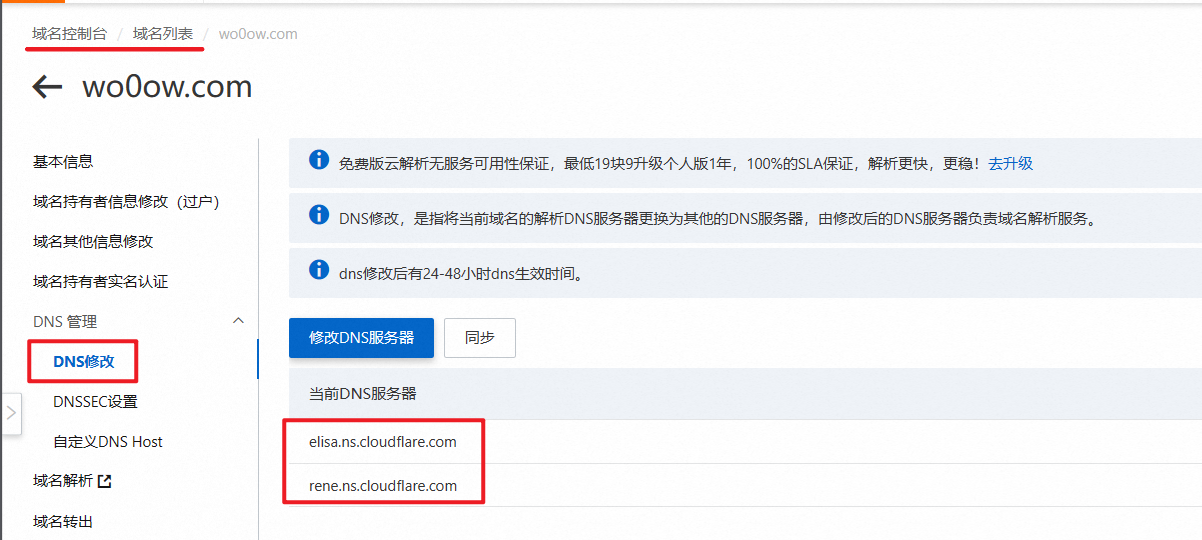 域名控制台 / 域名列表 / wo0ow.com
← wo0ow.com
基本信息
域名持有者信息修改（过户）
域名其他信息修改
域名持有者实名认证
DNS 管理
DNS修改
DNSSEC设置
自定义DNS Host
域名解析
域名转出
免费版云解析无服务可用性保证，最低19块9升级个人版1年，100%的SLA保证，解析更快，更稳！去升级
DNS修改，是指将当前域名的解析DNS服务器更换为其他的DNS服务器，由修改后的DNS服务器负责域名解析服务。
dns修改后有24-48小时dns生效时间。
修改DNS服务器 同步
当前DNS服务器
elisa.ns.cloudflare.com
rene.ns.cloudflare.com